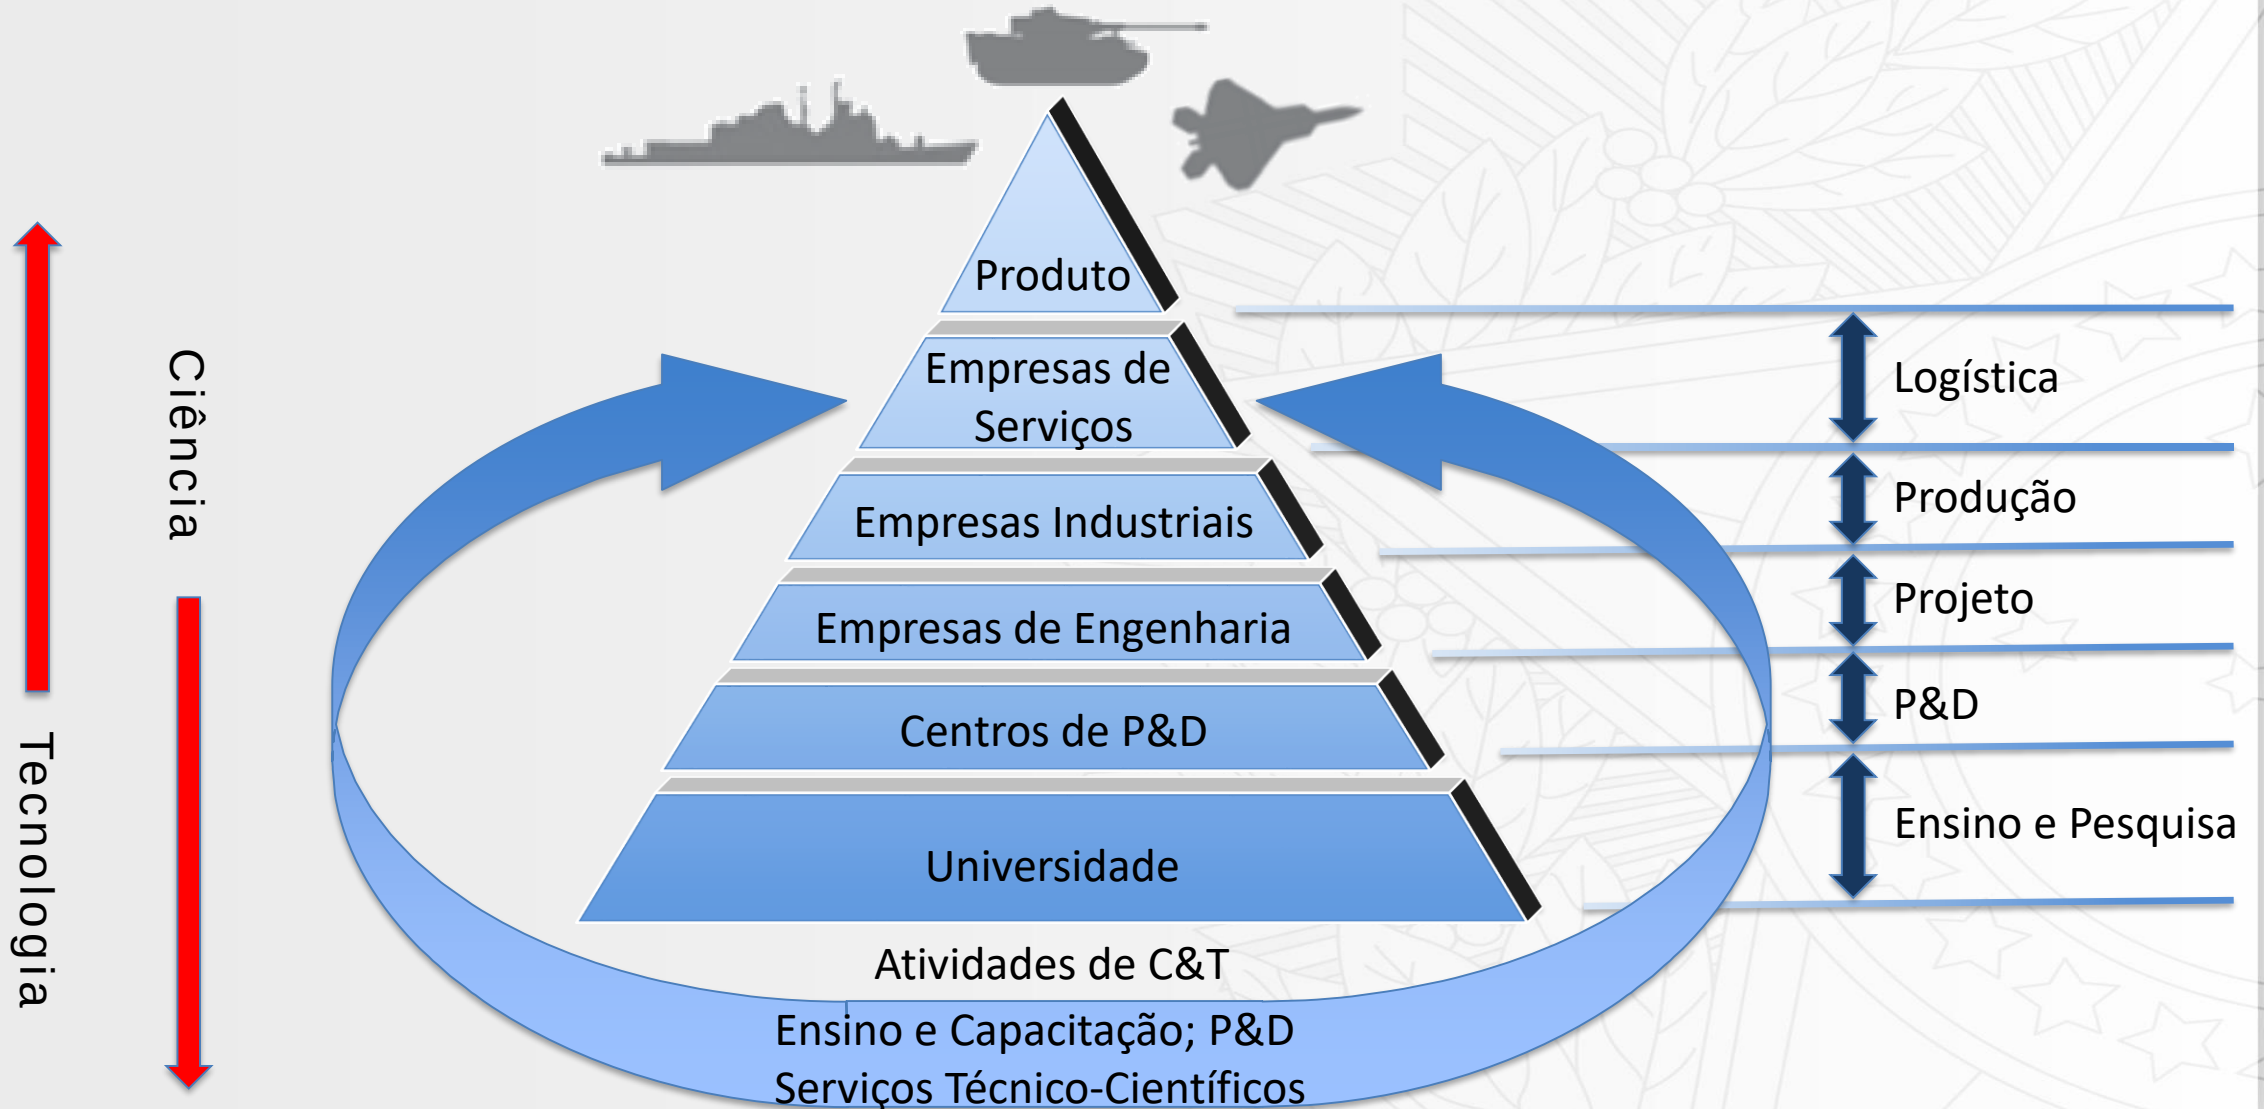 Produto
Empresas de
Serviços
Empresas Industriais
Empresas de Engenharia
Centros de P&D
Universidade
Atividades de C&T
Ensino e Capacitação; P&D
Serviços Técnico-Científicos
Ciência
Tecnologia
Logística
Produção
Projeto
P&D
Ensino e Pesquisa